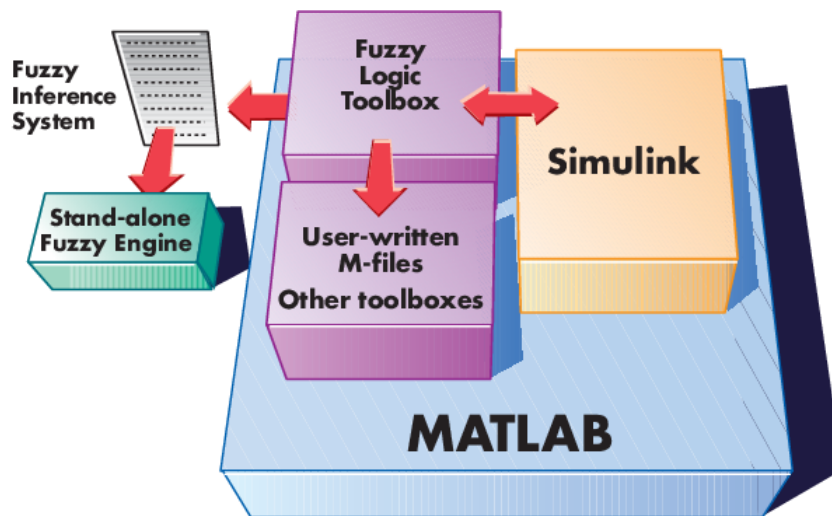 Fuzzy
Inference
System
Fuzzy
Logic
Toolbox
Simulink
Stand-alone
Fuzzy Engine
User-written
M-files
Other toolboxes
MATLAB